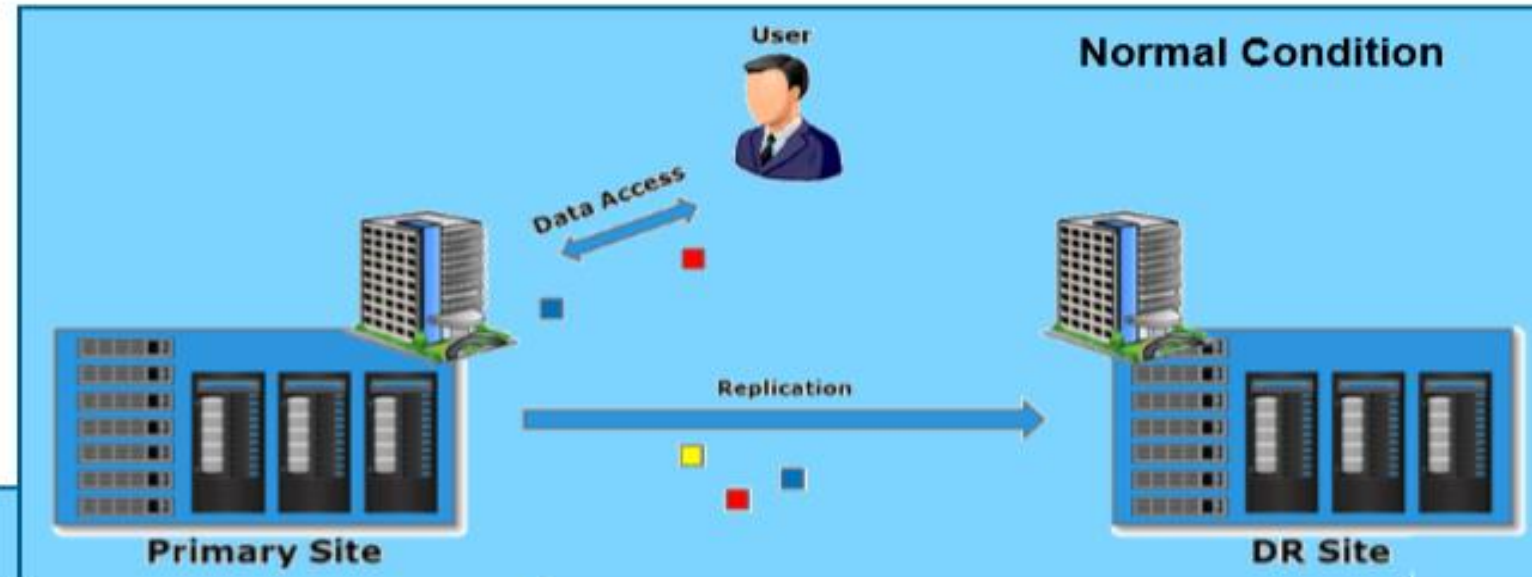 User
Normal Condition
Data Access
Replication
Primary Site
DR Site